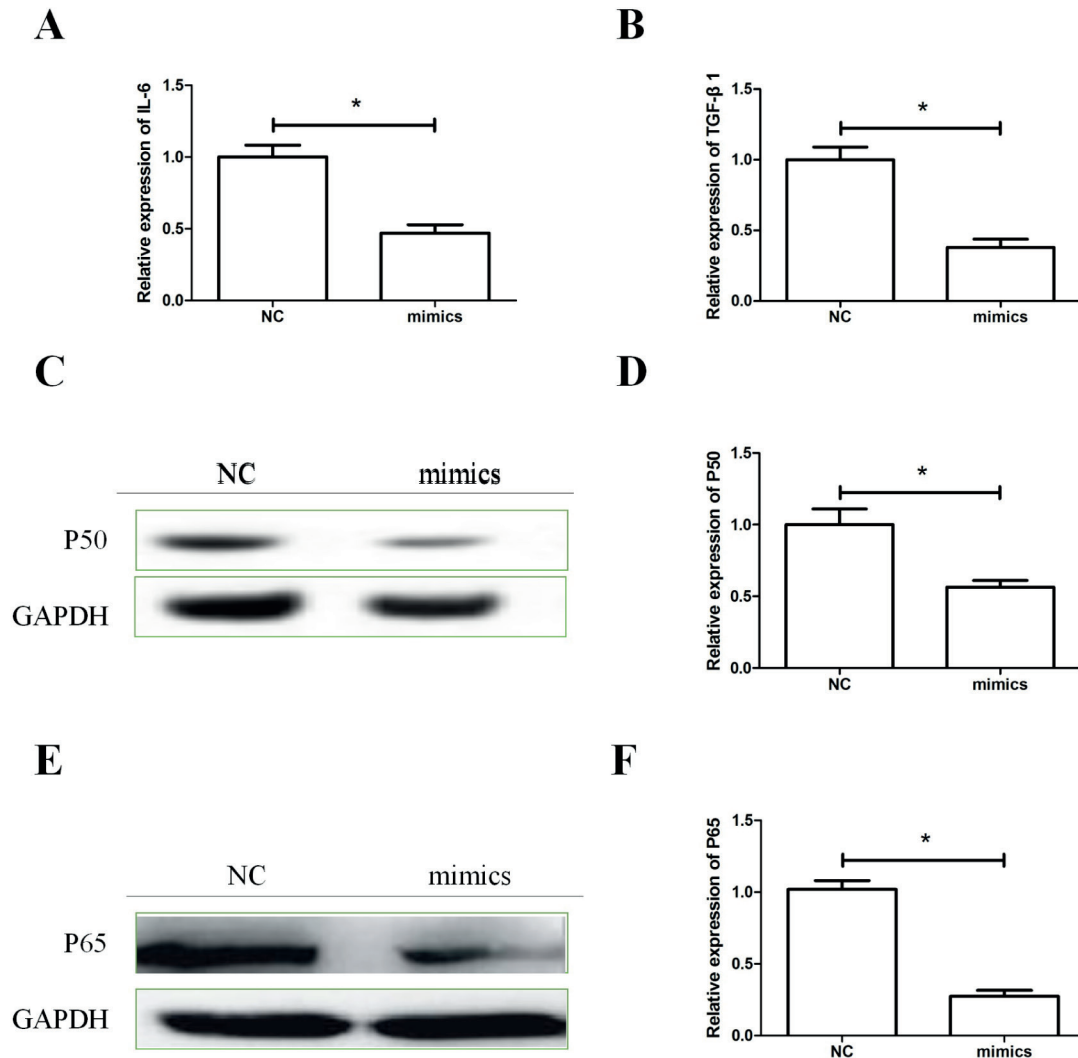 A
Relative expression of IL-6
1.5
1.0
0.5
0.0
*
NC
mimics
B
Relative expression of TGF-β 1
1.5
1.0
0.5
0.0
*
NC
mimics
C
NC mimics
P50
GAPDH
D
Relative expression of P50
1.5
1.0
0.5
0.0
*
NC
mimics
E
NC mimics
P65
GAPDH
F
Relative expression of P65
1.5
1.0
0.5
0.0
*
NC
mimics